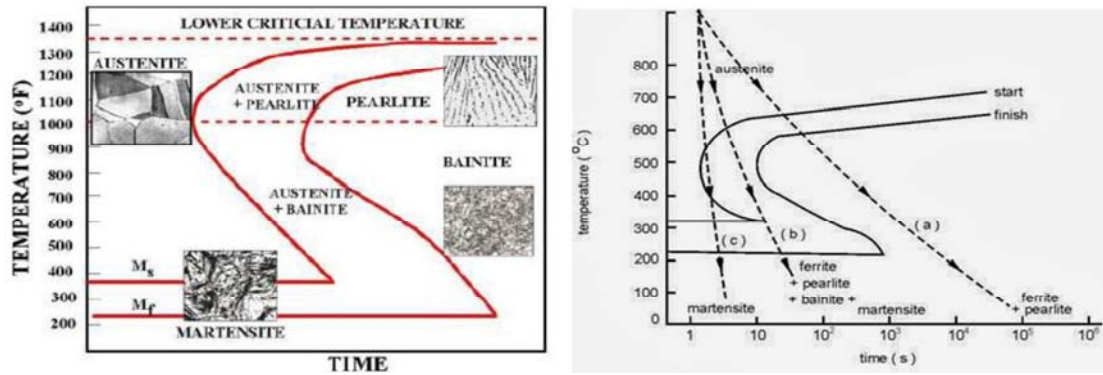 LOWER CRITICIAL TEMPERATURE
1400
1300
1200
1100
1000
900
800
700
600
500
400
300
200
TEMPERATURE (°F)
AUSTENITE
AUSTENITE
+ PEARLITE
PEARLITE
BAINITE
AUSTENITE
+ BAINITE
Ms
Mf
MARTENSITE
TIME
austenite
start
finish
800
700
600
500
400
300
200
100
0
temperature (°C)
(c)
(b)
(a)
martensite
ferrite
+ pearlite
+ bainite +
martensite
ferrite
+ pearlite
1
10
10²
10³
10⁴
10⁵
10⁶
time (s)